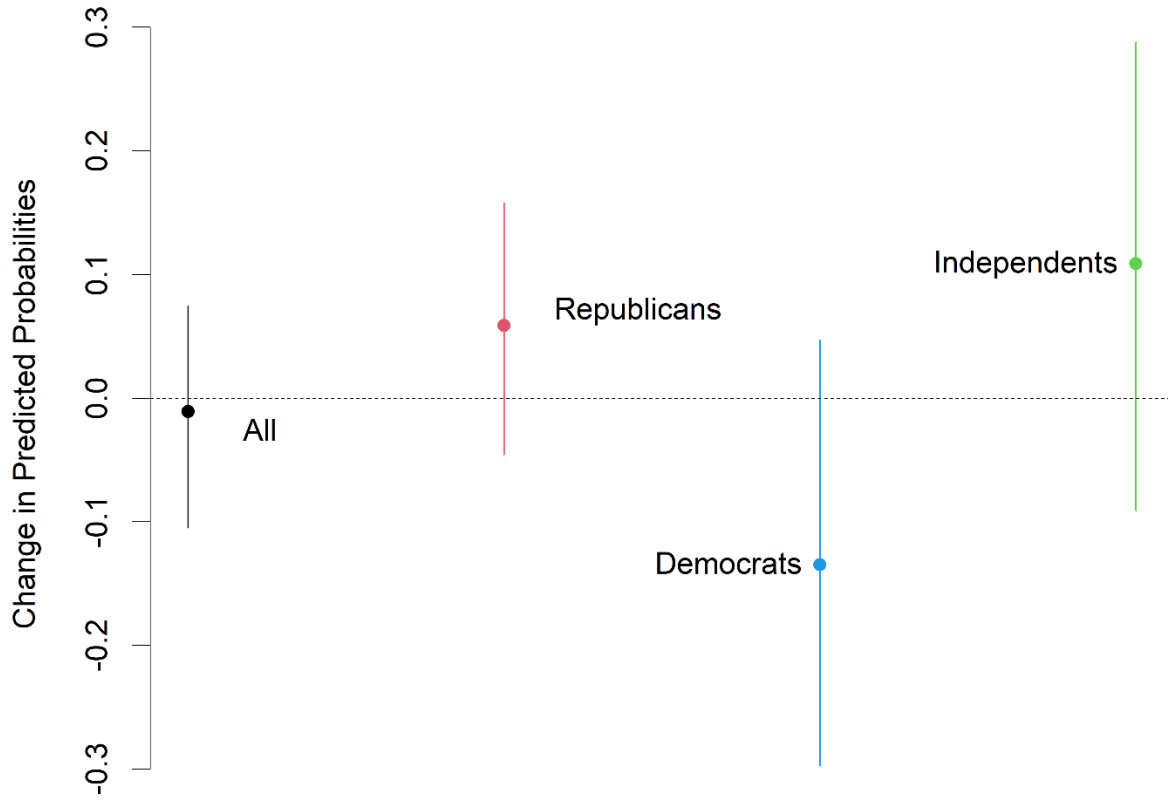 Change in Predicted Probabilities
0.3
0.2
0.1
0.0
-0.1
-0.2
-0.3
Independents
Republicans
All
Democrats